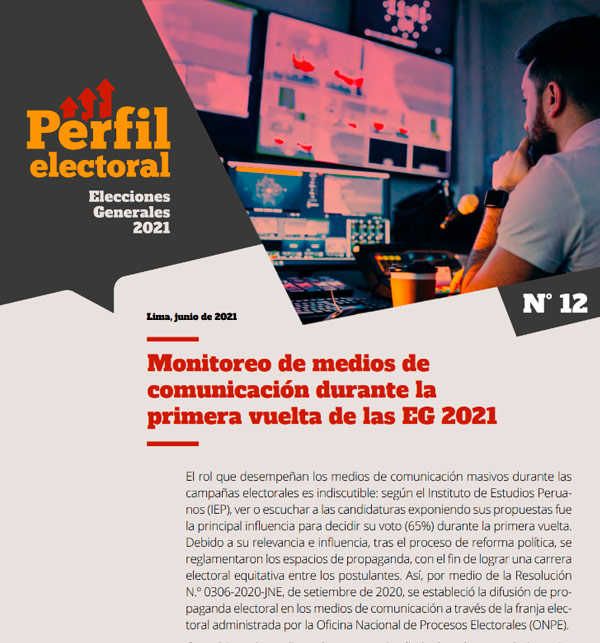 Perfil
electoral
Elecciones
Generales
2021
N° 12
Lima, junio de 2021
Monitoreo de medios de
comunicación durante la
primera vuelta de las EG 2021
El rol que desempeñan los medios de comunicación masivos durante las
campañas electorales es indiscutible: según el Instituto de Estudios Perua-
nos (IEP), ver o escuchar a las candidaturas exponiendo sus propuestas fue
la principal influencia para decidir su voto (65%) durante la primera vuelta.
Debido a su relevancia e influencia, tras el proceso de reforma política, se
reglamentaron los espacios de propaganda, con el fin de lograr una carrera
electoral equitativa entre los postulantes. Así, por medio de la Resolución
N.º 0306-2020-JNE, de setiembre de 2020, se estableció la difusión de pro-
paganda electoral en los medios de comunicación a través de la franja elec-
toral administrada por la Oficina Nacional de Procesos Electorales (ONPE).